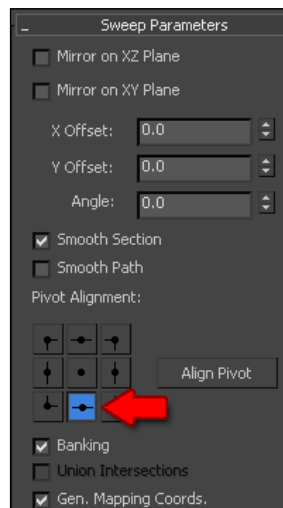 - Sweep Parameters
Mirror on XZ Plane
Mirror on XY Plane
X Offset: 0.0
Y Offset: 0.0
Angle: 0.0
Smooth Section
Smooth Path
Pivot Alignment:
Align Pivot
Banking
Union Intersections
Gen. Mapping Coords.